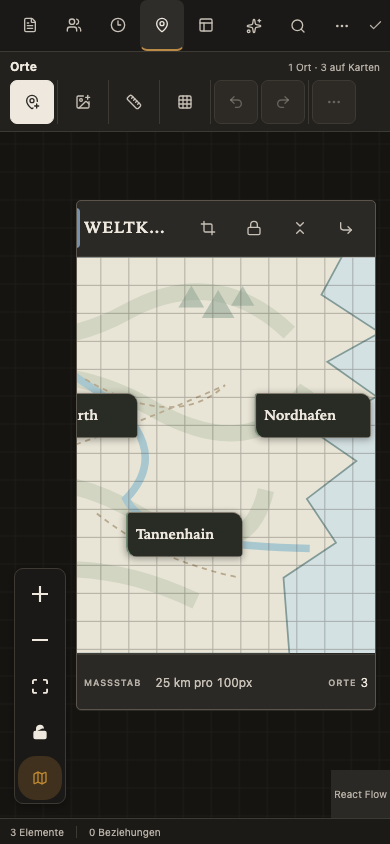 Orte
1 Ort · 3 auf Karten
WELTK...
rth
Nordhafen
Tannenhain
MASSSTAB 25 km pro 100px ORTE 3
React Flow
3 Elemente 0 Beziehungen